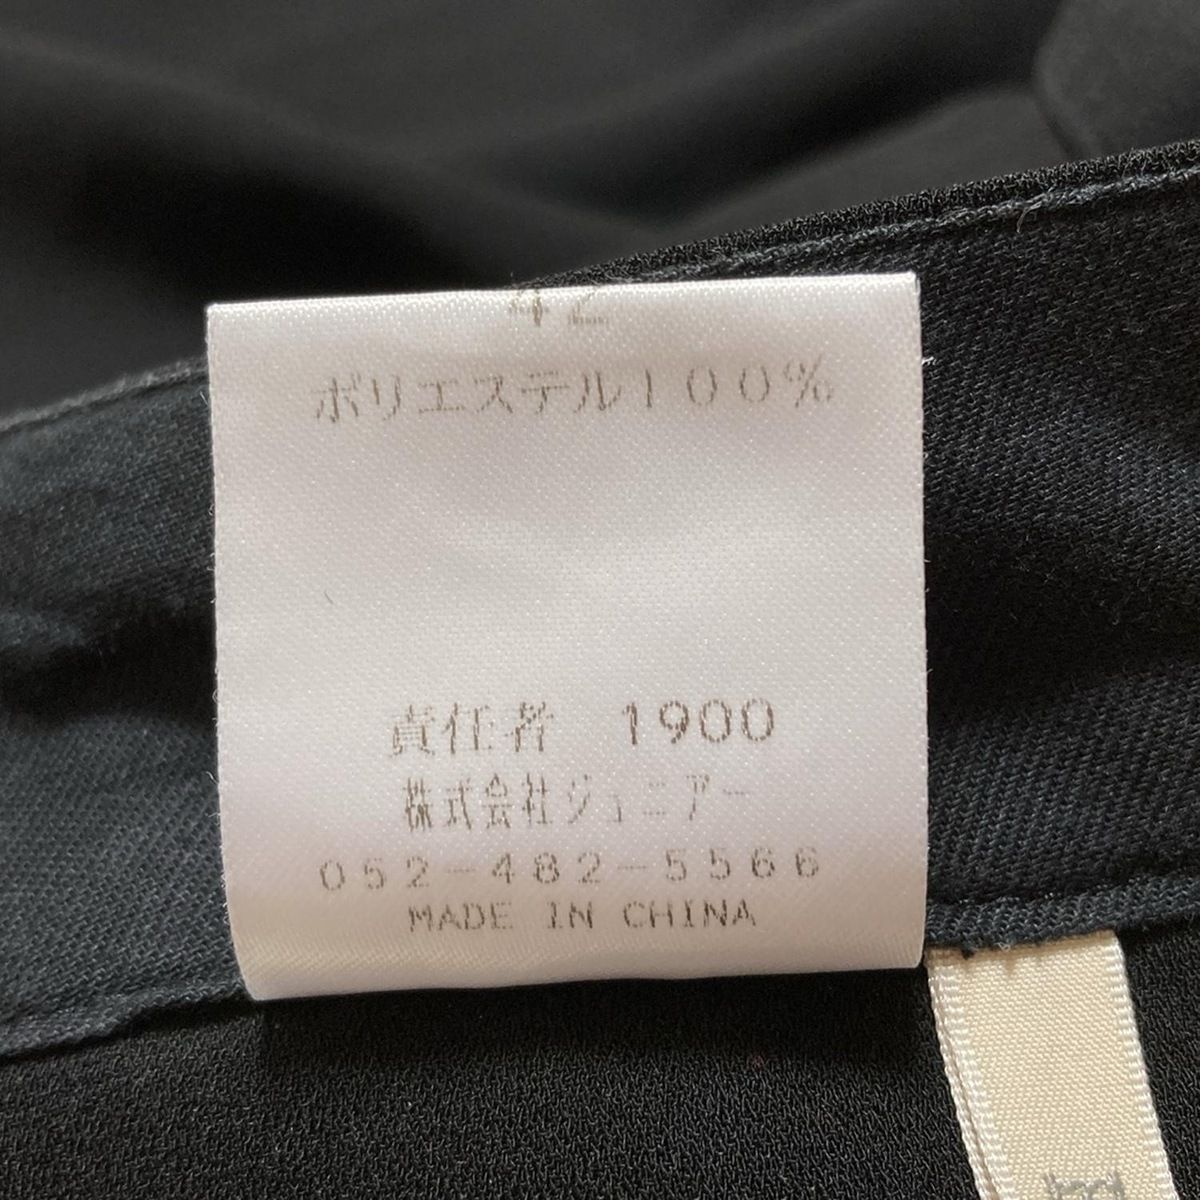 42
ポリエステル100%
責任者 1900
株式会社ジュニアー
052-482-5566
MADE IN CHINA